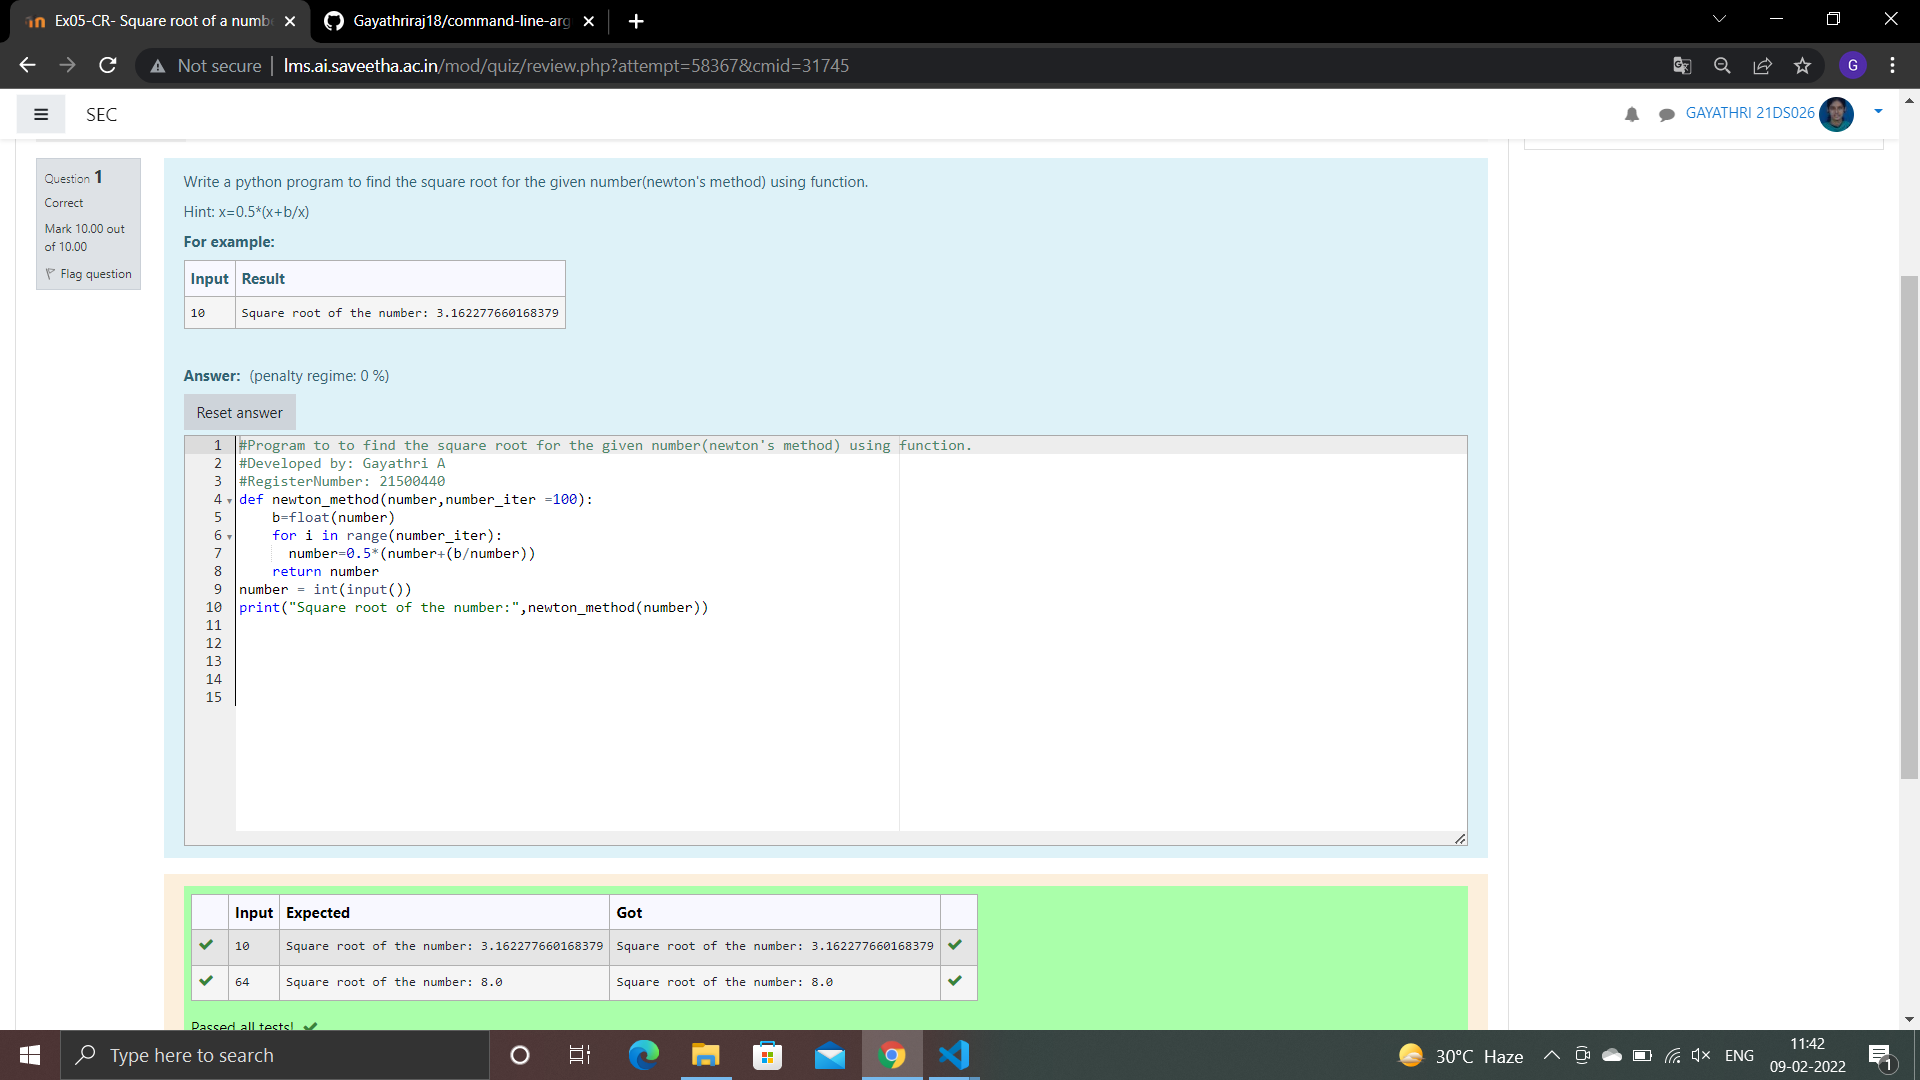 Ex05-CR- Square root of a numb
Gayathriraj18/command-line-arg
Not secure | lms.ai.saveetha.ac.in/mod/quiz/review.php?attempt=58367&cmid=31745
G
SEC
GAYATHRI 21DS026
Question 1
Correct
Mark 10.00 out
of 10.00
Flag question
Write a python program to find the square root for the given number(newton's method) using function.
Hint: x=0.5*(x+b/x)
For example:
Input Result
10 Square root of the number: 3.162277660168379
Answer: (penalty regime: 0 %)
Reset answer
1 #Program to to find the square root for the given number(newton's method) using function.
2 #Developed by: Gayathri A
3 #RegisterNumber: 21500440
4 def newton_method(number,number_iter =100):
5 b=float(number)
6 for i in range(number_iter):
7 number=0.5*(number+(b/number))
8 return number
9 number = int(input())
10 print("Square root of the number:",newton_method(number))
11
12
13
14
15
Input Expected Got
10 Square root of the number: 3.162277660168379 Square root of the number: 3.162277660168379
64 Square root of the number: 8.0 Square root of the number: 8.0
Passed all tests!
Type here to search
30°C Haze
ENG
11:42
09-02-2022
1